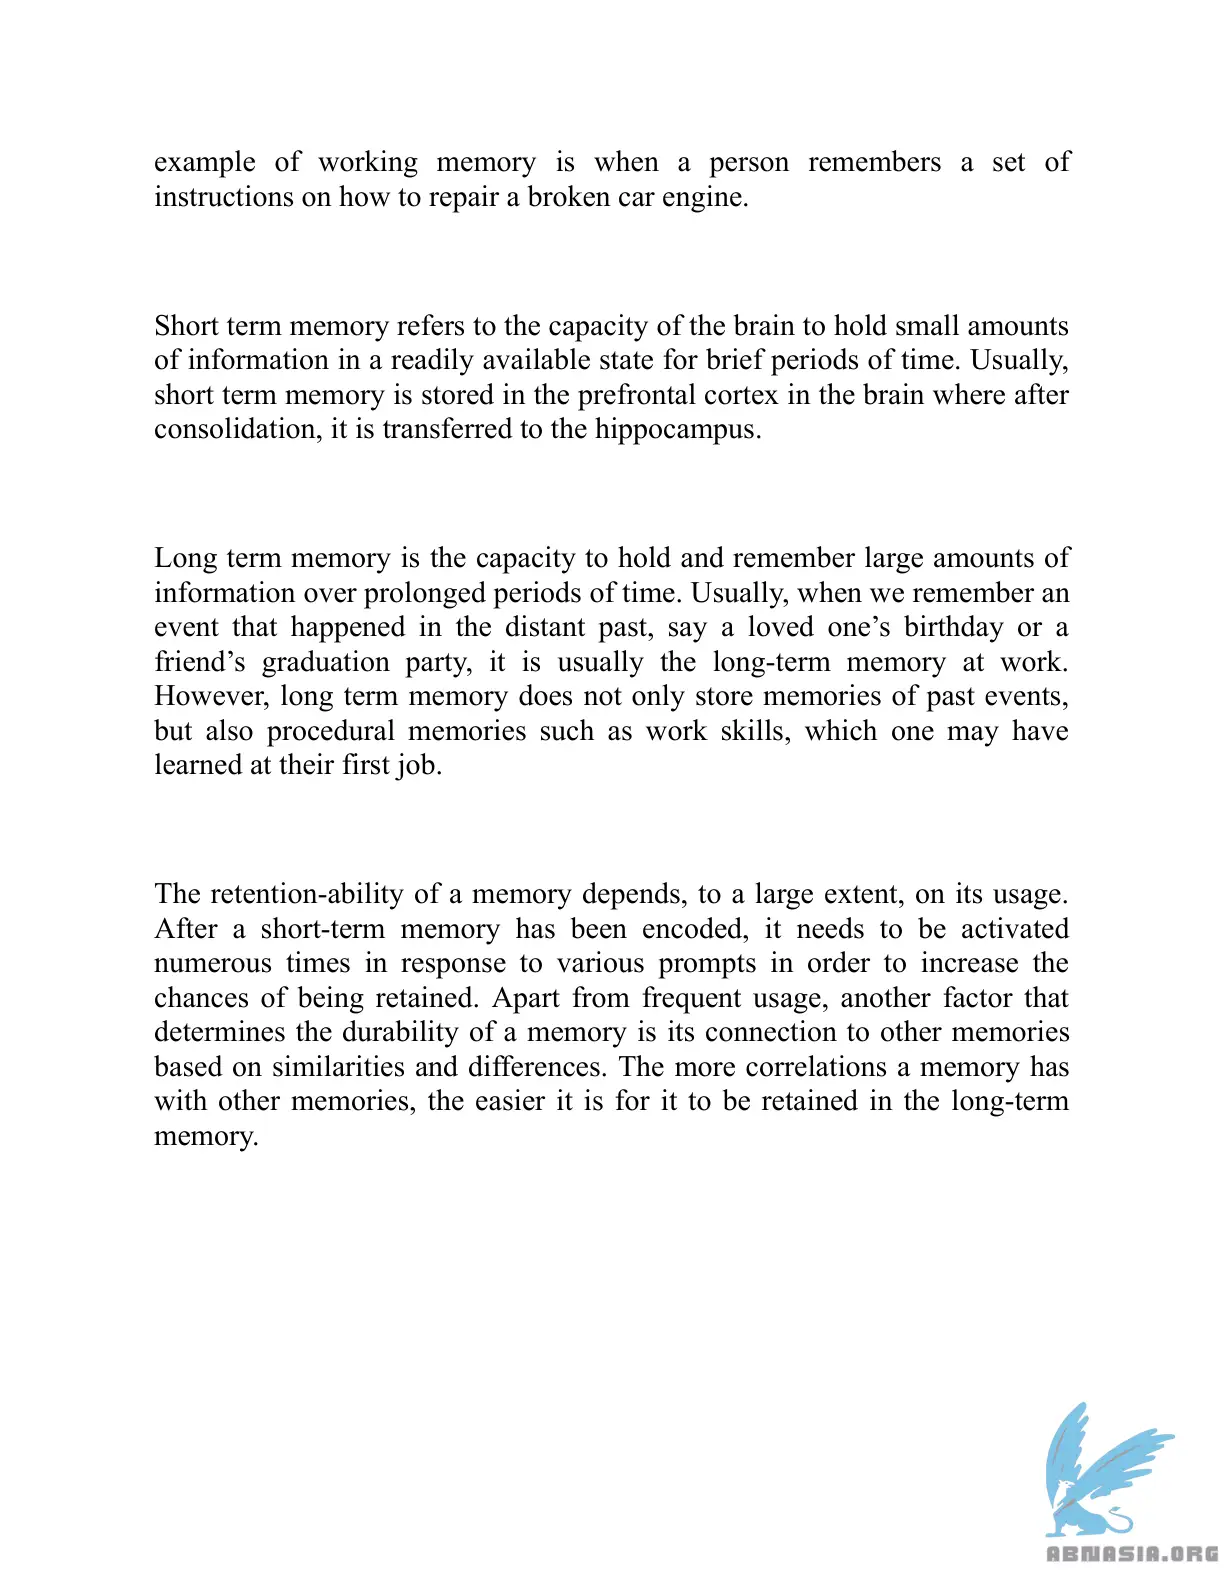 example of working memory is when a person remembers a set of
instructions on how to repair a broken car engine.
Short term memory refers to the capacity of the brain to hold small amounts
of information in a readily available state for brief periods of time. Usually,
short term memory is stored in the prefrontal cortex in the brain where after
consolidation, it is transferred to the hippocampus.
Long term memory is the capacity to hold and remember large amounts of
information over prolonged periods of time. Usually, when we remember an
event that happened in the distant past, say a loved one’s birthday or a
friend’s graduation party, it is usually the long-term memory at work.
However, long term memory does not only store memories of past events,
but also procedural memories such as work skills, which one may have
learned at their first job.
The retention-ability of a memory depends, to a large extent, on its usage.
After a short-term memory has been encoded, it needs to be activated
numerous times in response to various prompts in order to increase the
chances of being retained. Apart from frequent usage, another factor that
determines the durability of a memory is its connection to other memories
based on similarities and differences. The more correlations a memory has
with other memories, the easier it is for it to be retained in the long-term
memory.
ABNASIA.ORG